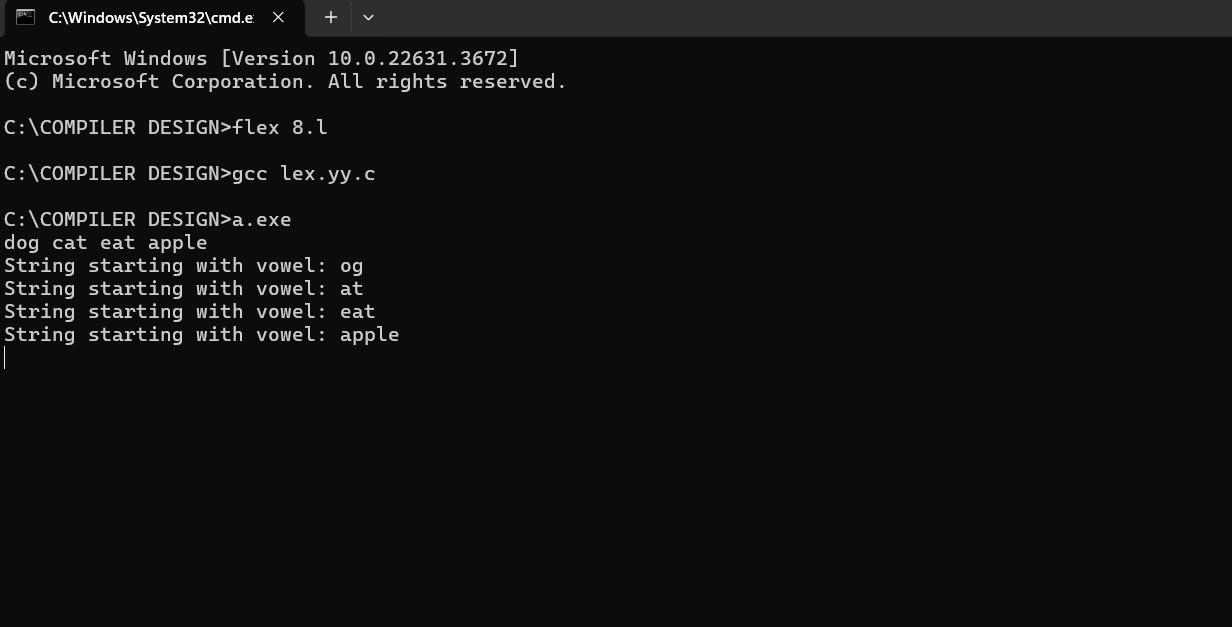 C:\Windows\System32\cmd.e
Microsoft Windows [Version 10.0.22631.3672]
(c) Microsoft Corporation. All rights reserved.
C:\COMPILER DESIGN>flex 8.l
C:\COMPILER DESIGN>gcc lex.yy.c
C:\COMPILER DESIGN>a.exe
dog cat eat apple
String starting with vowel: og
String starting with vowel: at
String starting with vowel: eat
String starting with vowel: apple